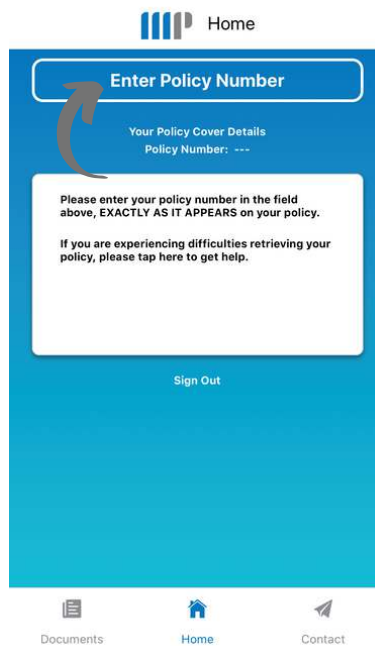 Home
Enter Policy Number
Your Policy Cover Details
Policy Number: ---
Please enter your policy number in the field
above, EXACTLY AS IT APPEARS on your policy.
If you are experiencing difficulties retrieving your
policy, please tap here to get help.
Sign Out
Documents
Home
Contact